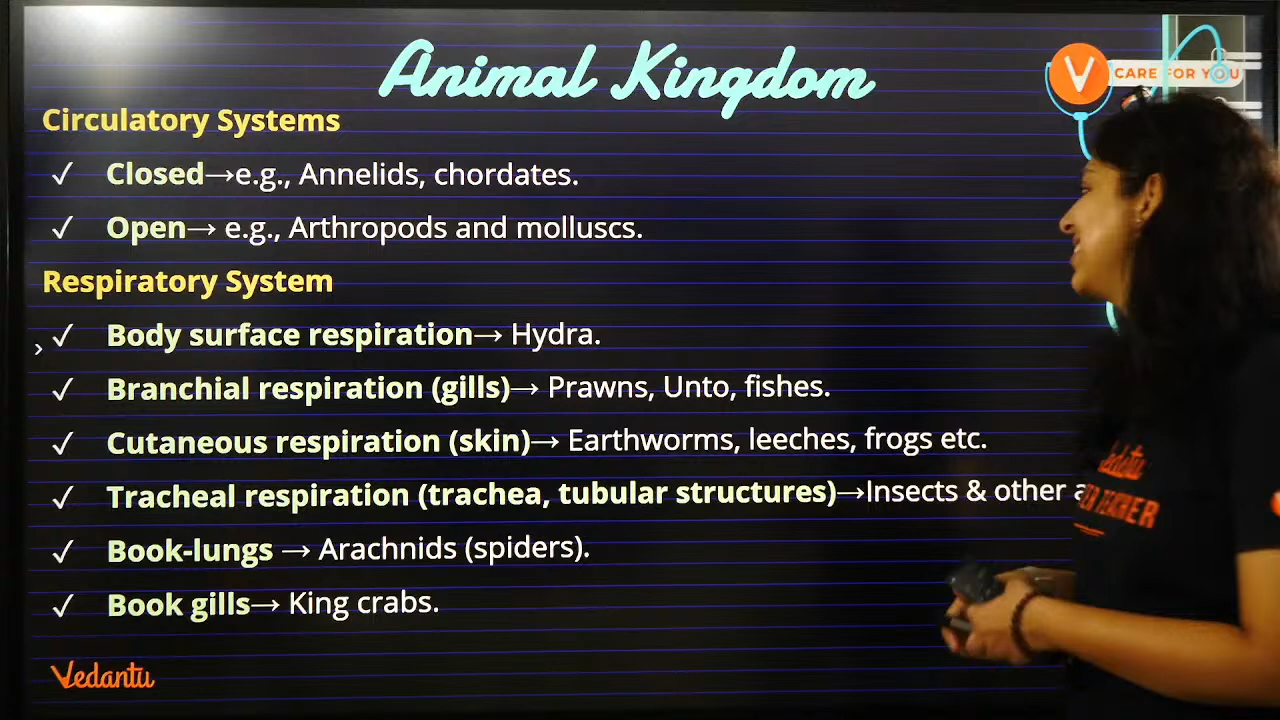 Animal Kingdom
V CARE FOR YOU
Circulatory Systems
✓ Closed→e.g., Annelids, chordates.
✓ Open→ e.g., Arthropods and molluscs.
Respiratory System
✓ Body surface respiration→ Hydra.
✓ Branchial respiration (gills)→ Prawns, Unto, fishes.
✓ Cutaneous respiration (skin)→ Earthworms, leeches, frogs etc.
✓ Tracheal respiration (trachea, tubular structures)→Insects & other
✓ Book-lungs → Arachnids (spiders).
✓ Book gills→ King crabs.
Vedantu
Vedantu
TEACHER